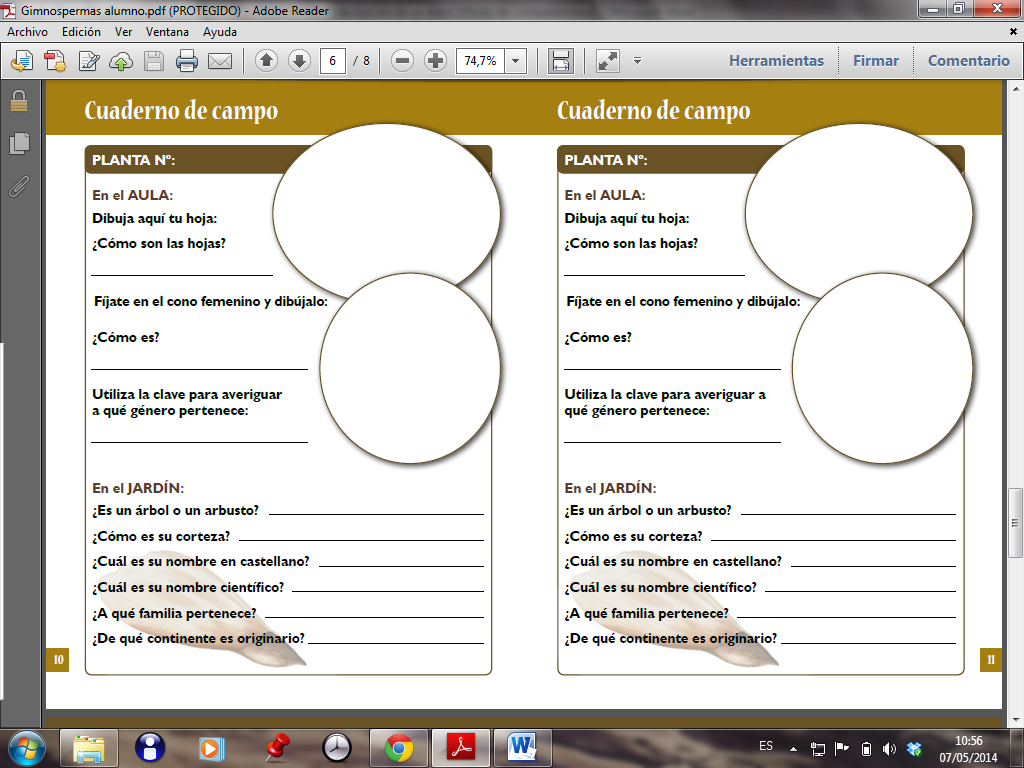 Gimnospermas alumno.pdf (PROTEGIDO) - Adobe Reader
Archivo Edición Ver Ventana Ayuda
6 / 8 74,7% Herramientas Firmar Comentario
Cuaderno de campo
PLANTA Nº:
En el AULA:
Dibuja aquí tu hoja:
¿Cómo son las hojas?
Fíjate en el cono femenino y dibújalo:
¿Cómo es?
Utiliza la clave para averiguar
a qué género pertenece:
En el JARDÍN:
¿Es un árbol o un arbusto?
¿Cómo es su corteza?
¿Cuál es su nombre en castellano?
¿Cuál es su nombre científico?
¿A qué familia pertenece?
¿De qué continente es originario?
10
Cuaderno de campo
PLANTA Nº:
En el AULA:
Dibuja aquí tu hoja:
¿Cómo son las hojas?
Fíjate en el cono femenino y dibújalo:
¿Cómo es?
Utiliza la clave para averiguar a
qué género pertenece:
En el JARDÍN:
¿Es un árbol o un arbusto?
¿Cómo es su corteza?
¿Cuál es su nombre en castellano?
¿Cuál es su nombre científico?
¿A qué familia pertenece?
¿De qué continente es originario?
11
ES
10:56
07/05/2014